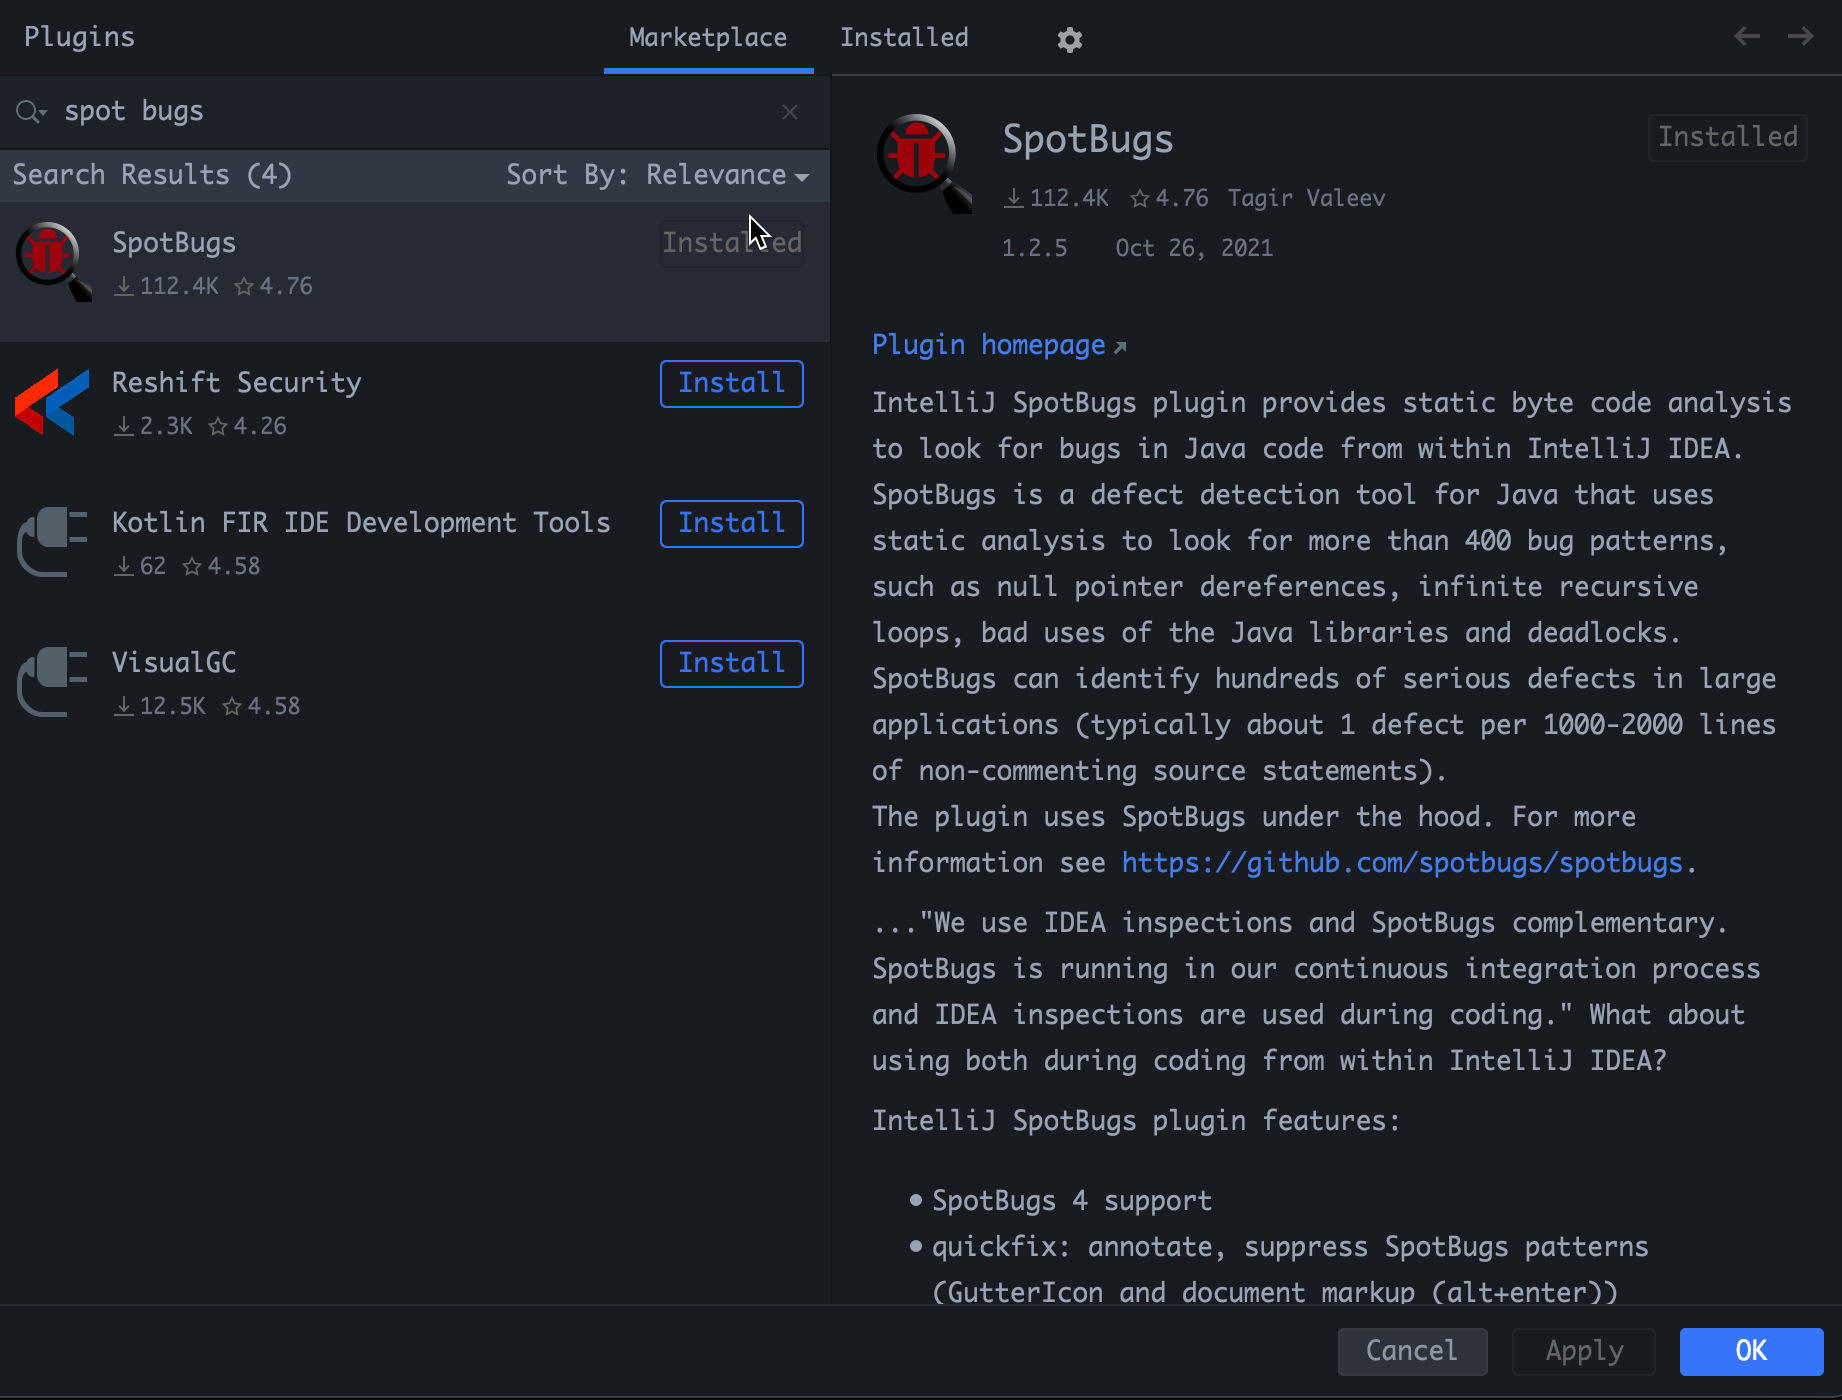 Plugins
Marketplace
Installed
spot bugs
Search Results (4)
Sort By: Relevance
SpotBugs
Installed
112.4K 4.76
Reshift Security
Install
2.3K 4.26
Kotlin FIR IDE Development Tools
Install
62 4.58
VisualGC
Install
12.5K 4.58
SpotBugs
Installed
112.4K 4.76 Tagir Valeev
1.2.5 Oct 26, 2021
Plugin homepage
IntelliJ SpotBugs plugin provides static byte code analysis
to look for bugs in Java code from within IntelliJ IDEA.
SpotBugs is a defect detection tool for Java that uses
static analysis to look for more than 400 bug patterns,
such as null pointer dereferences, infinite recursive
loops, bad uses of the Java libraries and deadlocks.
SpotBugs can identify hundreds of serious defects in large
applications (typically about 1 defect per 1000-2000 lines
of non-commenting source statements).
The plugin uses SpotBugs under the hood. For more
information see https://github.com/spotbugs/spotbugs.
..."We use IDEA inspections and SpotBugs complementary.
SpotBugs is running in our continuous integration process
and IDEA inspections are used during coding." What about
using both during coding from within IntelliJ IDEA?
IntelliJ SpotBugs plugin features:
SpotBugs 4 support
quickfix: annotate, suppress SpotBugs patterns
(GutterIcon and document markup (alt+enter))
Cancel
Apply
OK